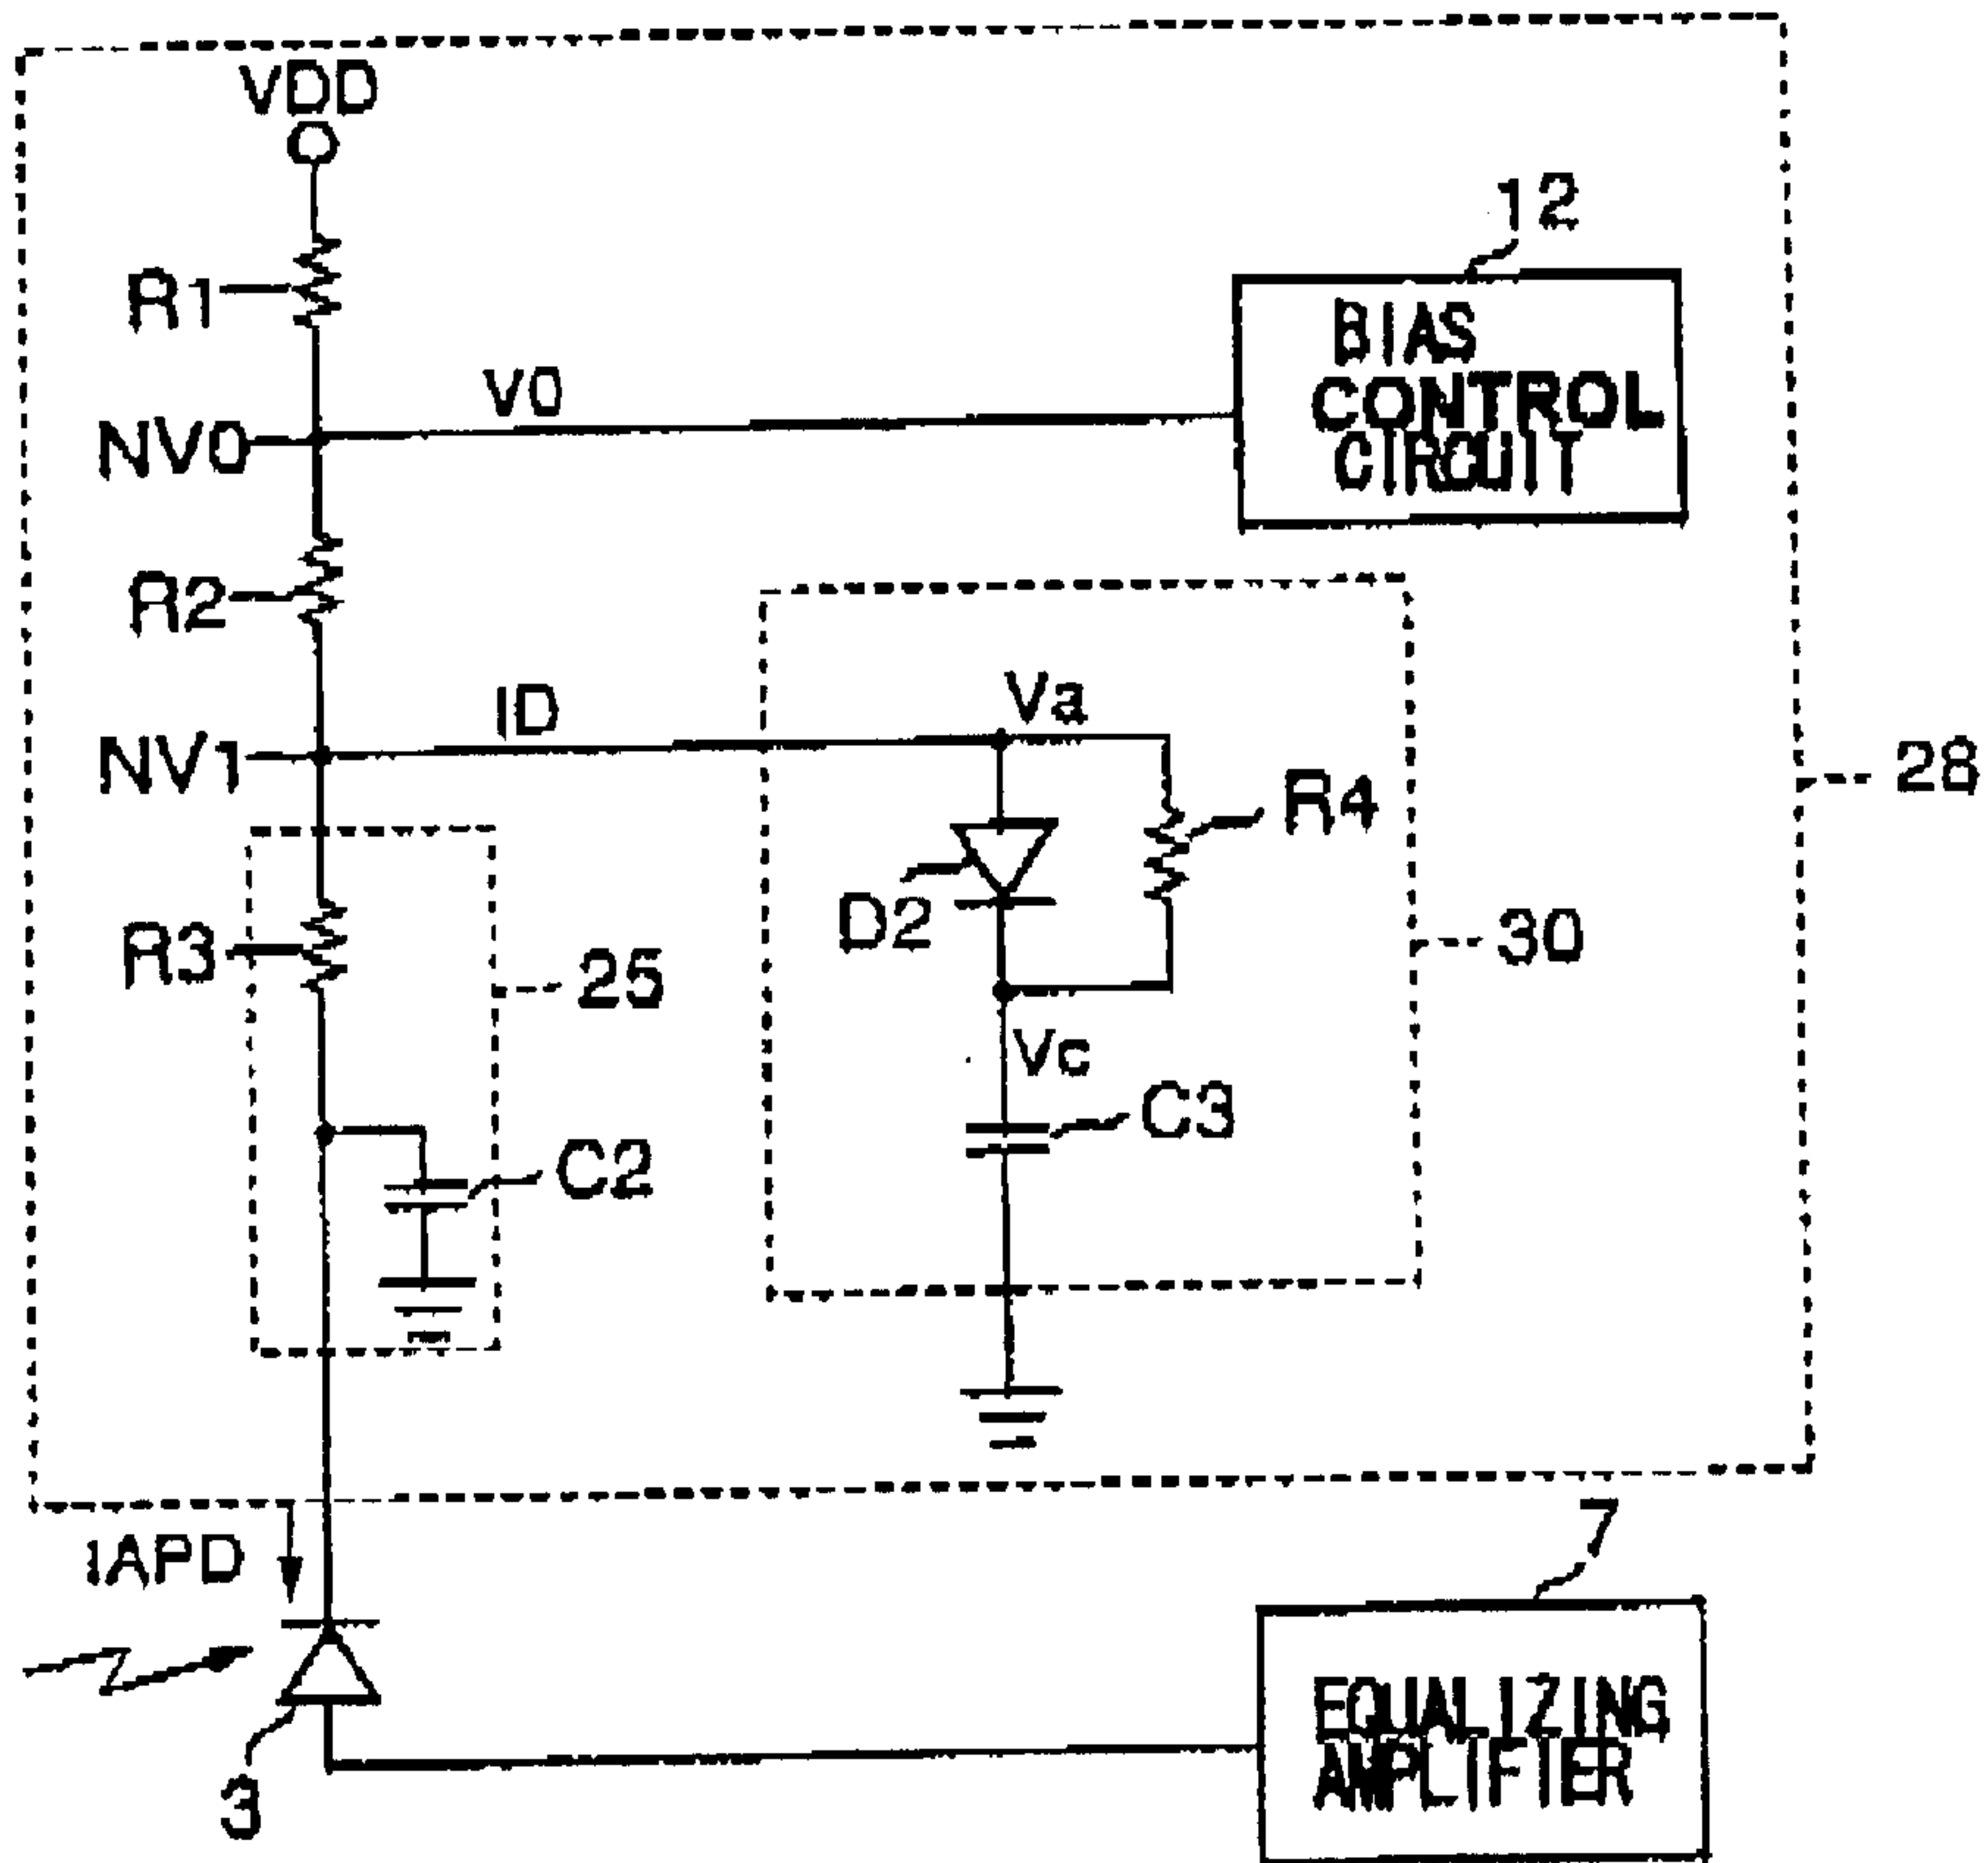 VDD
12
R1
BIAS
CONTROL
CIRCUIT
V0
NV0
R2
ID
Va
NV1
28
R4
D2
R3
30
25
Vc
C3
C2
IAPD
7
EQUALIZING
AMPLIFIER
3